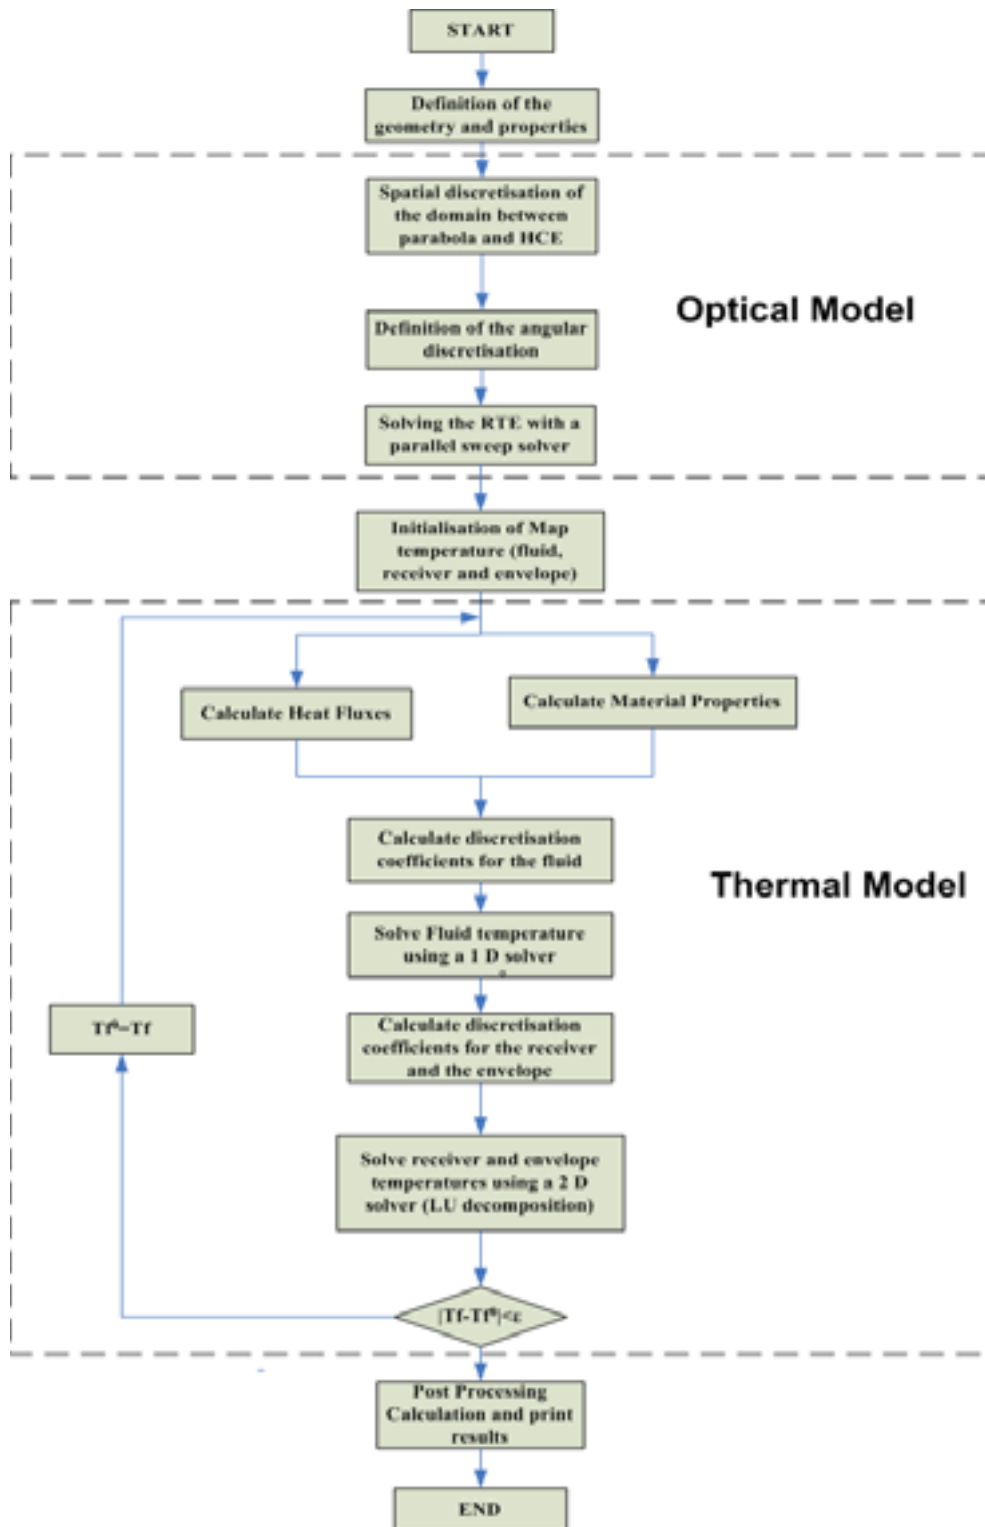 START
Definition of the
geometry and properties
Spatial discretisation of
the domain between
parabola and HCE
Optical Model
Definition of the angular
discretisation
Solving the RTE with a
parallel sweep solver
Initialisation of Map
temperature (fluid,
receiver and envelope)
Calculate Heat Fluxes
Calculate Material Properties
Calculate discretisation
coefficients for the fluid
Thermal Model
Solve Fluid temperature
using a 1 D solver
Tf⁰=Tf
Calculate discretisation
coefficients for the receiver
and the envelope
Solve receiver and envelope
temperatures using a 2 D
solver (LU decomposition)
|Tf-Tf⁰|<ε
Post Processing
Calculation and print
results
END